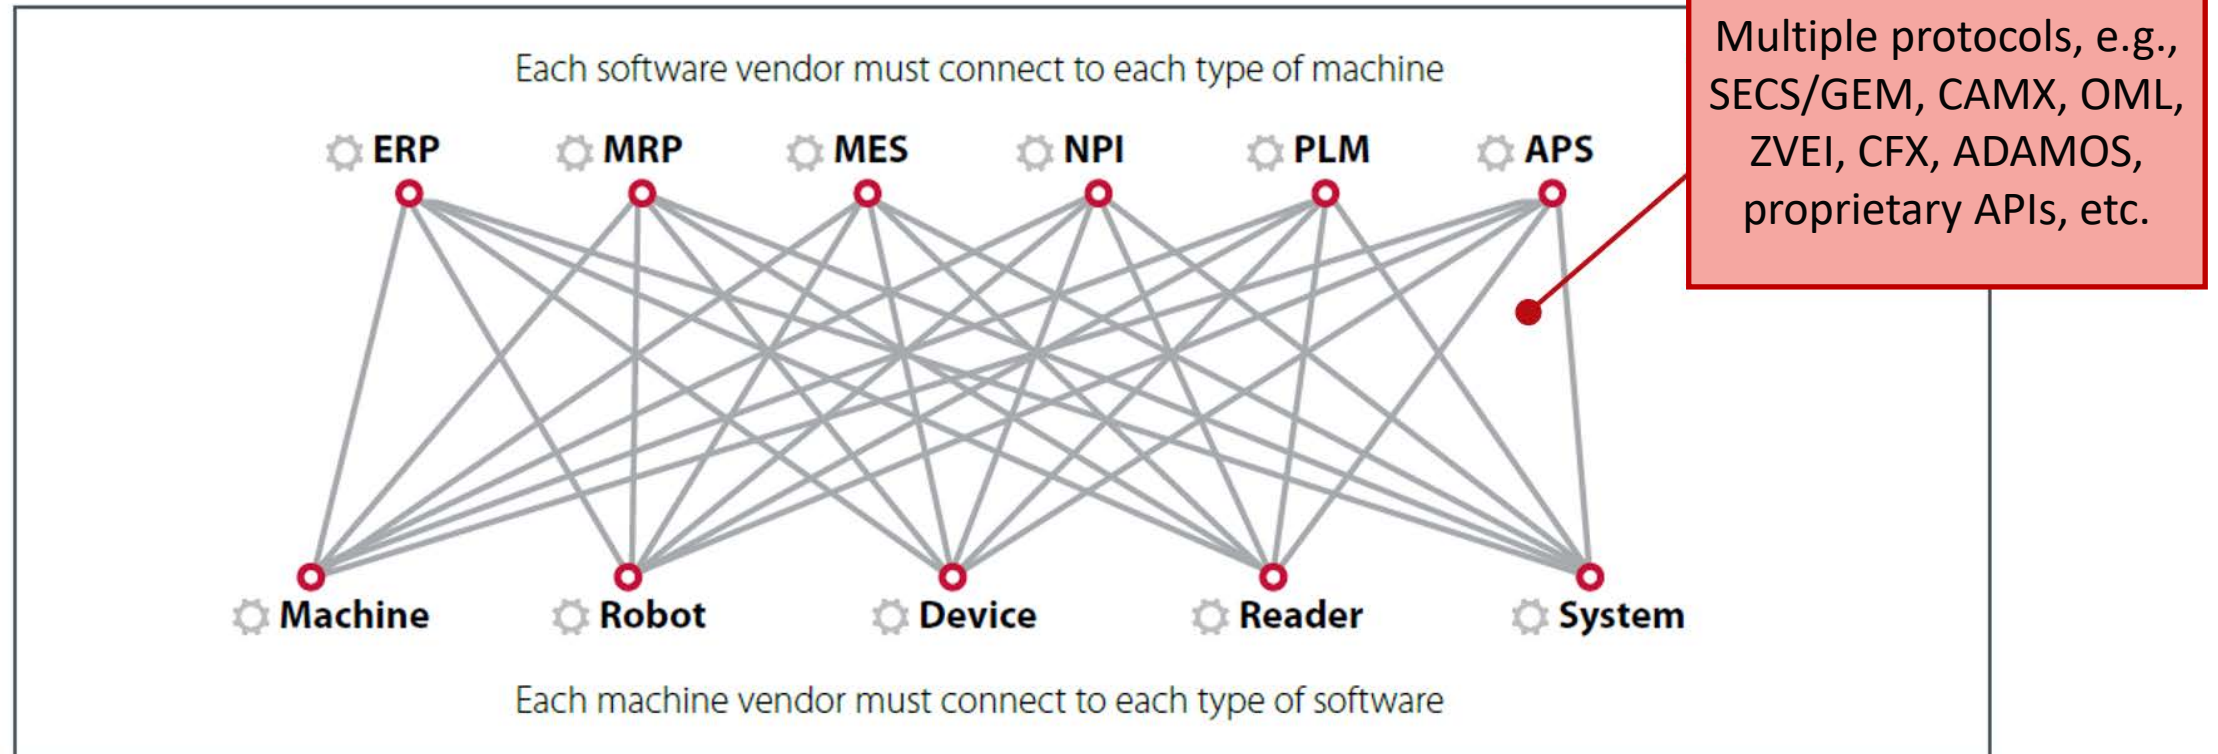 Each software vendor must connect to each type of machine
Multiple protocols, e.g.,
SECS/GEM, CAMX, OML,
ZVEI, CFX, ADAMOS,
proprietary APIs, etc.
ERP
MRP
MES
NPI
PLM
APS
Machine
Robot
Device
Reader
System
Each machine vendor must connect to each type of software